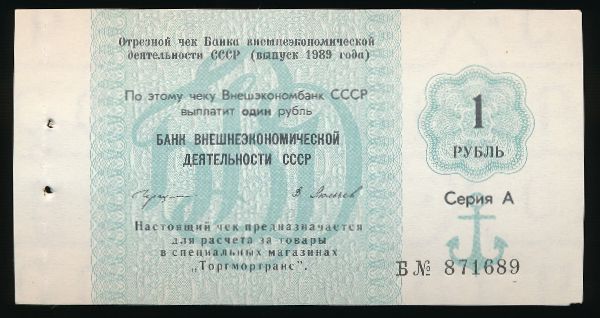 Отрезной чек Банка внешнеэкономической
деятельности СССР (выпуск 1989 года)
По этому чеку Внешэкономбанк СССР
выплатит один рубль
БАНК ВНЕШНЕЭКОНОМИЧЕСКОЙ
ДЕЯТЕЛЬНОСТИ СССР
Настоящий чек предназначается
для расчета за товары
в специальных магазинах
„Торгмортранс".
1
РУБЛЬ
Серия А
Б № 871689